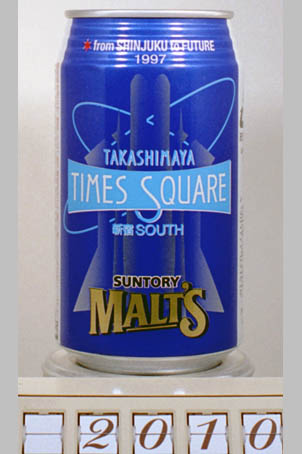 *from SHINJUKU to FUTURE
1997
TAKASHIMAYA
TIMES SQUARE
新宿 SOUTH
SUNTORY
MALT'S
2010